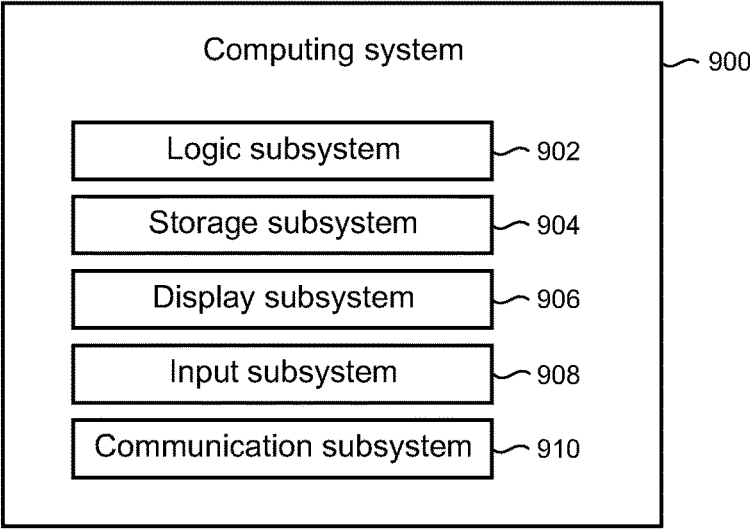 Computing system
900
Logic subsystem
902
Storage subsystem
904
Display subsystem
906
Input subsystem
908
Communication subsystem
910